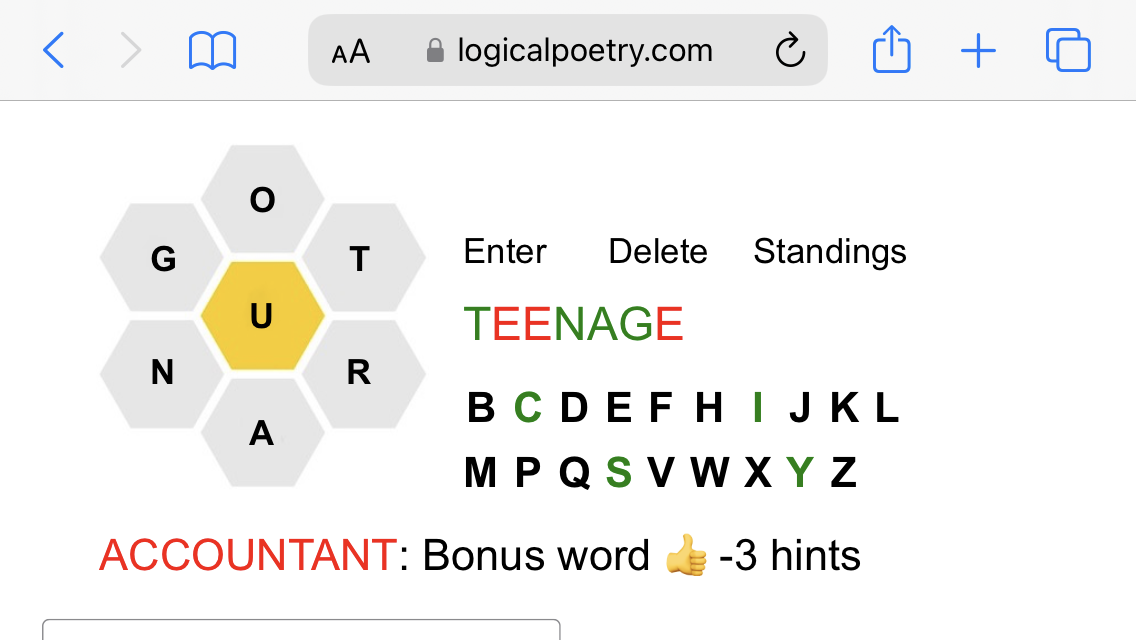 AA logicalpoetry.com
O
G T
U
N R
A
Enter Delete Standings
TEENAGE
B C D E F H I J K L
M P Q S V W X Y Z
ACCOUNTANT: Bonus word 👍 -3 hints